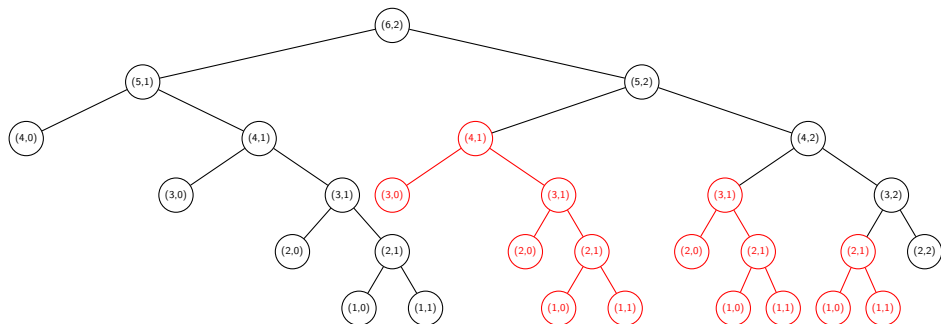 (6,2)
(5,1) (5,2)
(4,0) (4,1) (4,1) (4,2)
(3,0) (3,1) (3,0) (3,1) (3,1) (3,2)
(2,0) (2,1) (2,0) (2,1) (2,0) (2,1) (2,1) (2,2)
(1,0) (1,1) (1,0) (1,1) (1,0) (1,1) (1,0) (1,1)